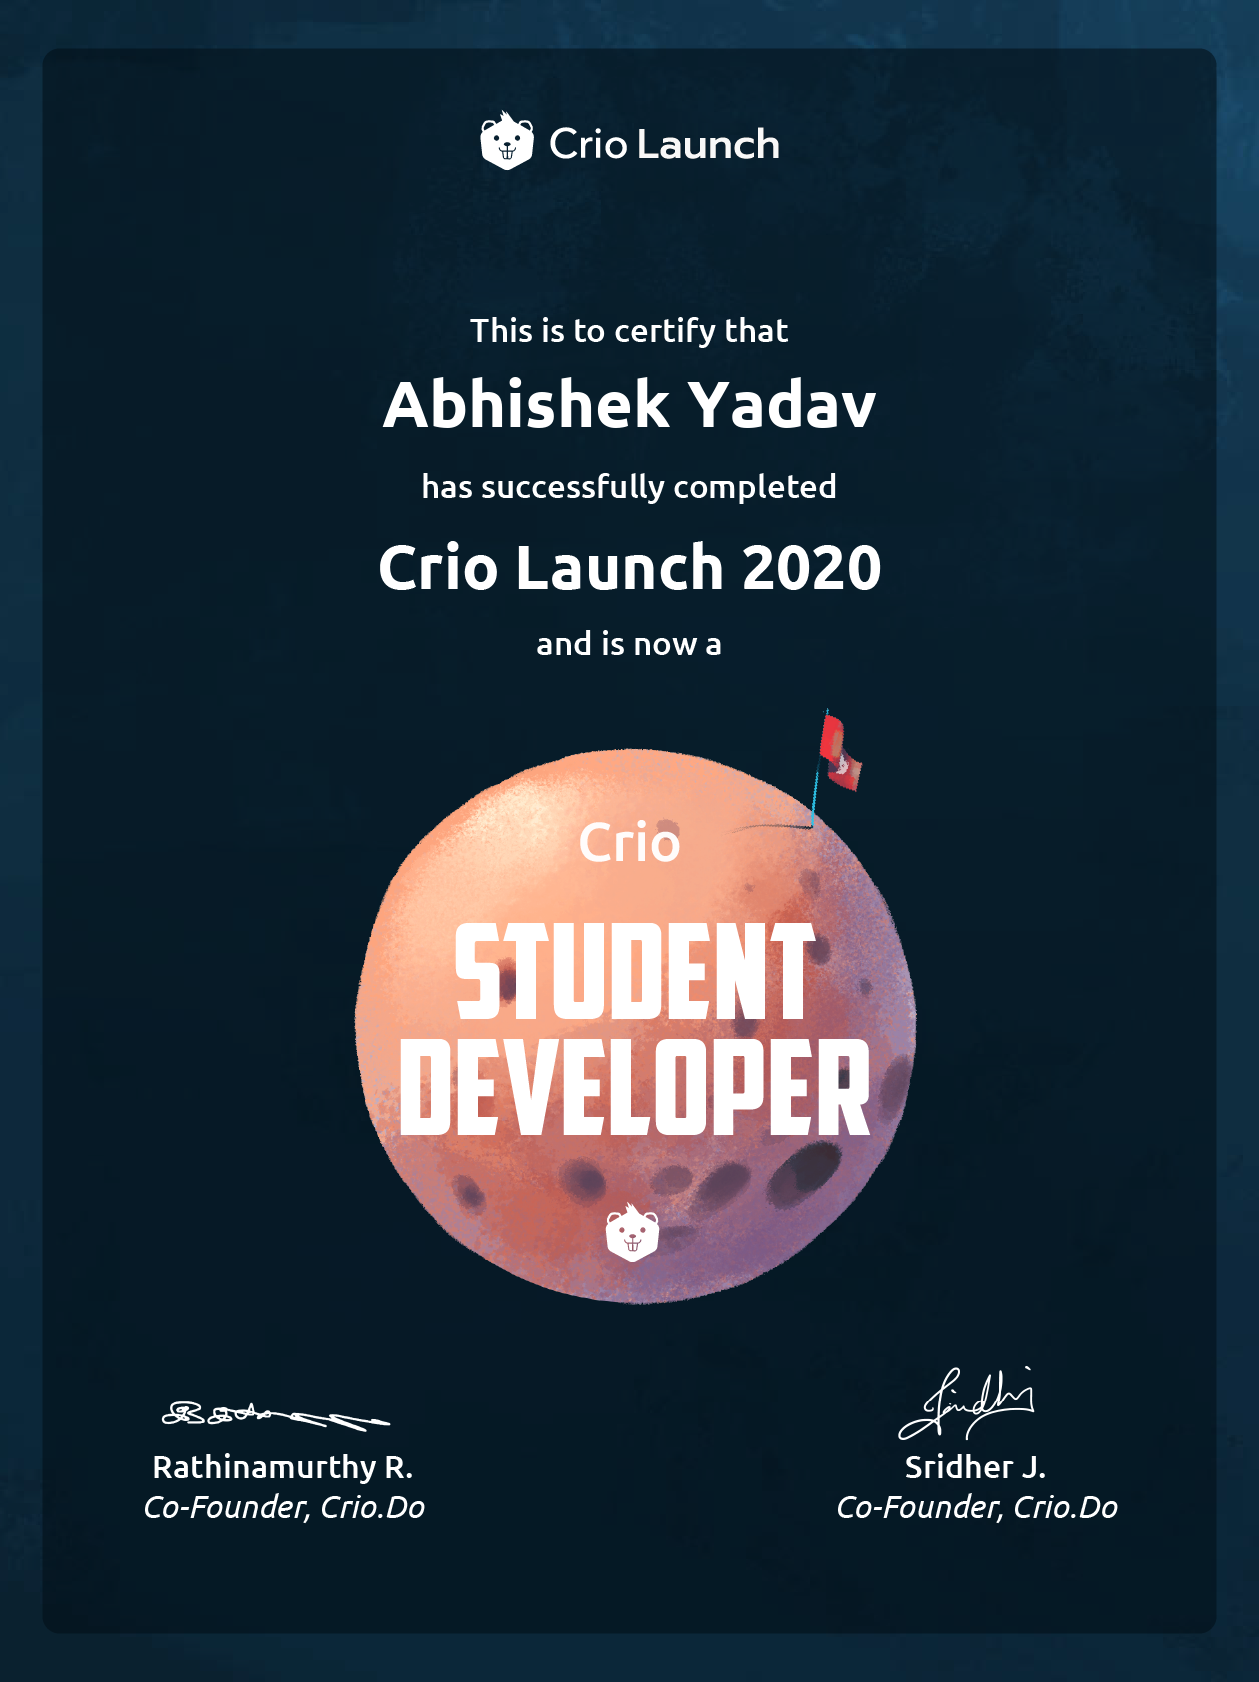 Crio Launch
This is to certify that
Abhishek Yadav
has successfully completed
Crio Launch 2020
and is now a
Crio
STUDENT
DEVELOPER
Rathinamurthy R.
Co-Founder, Crio.Do
Sridher J.
Co-Founder, Crio.Do